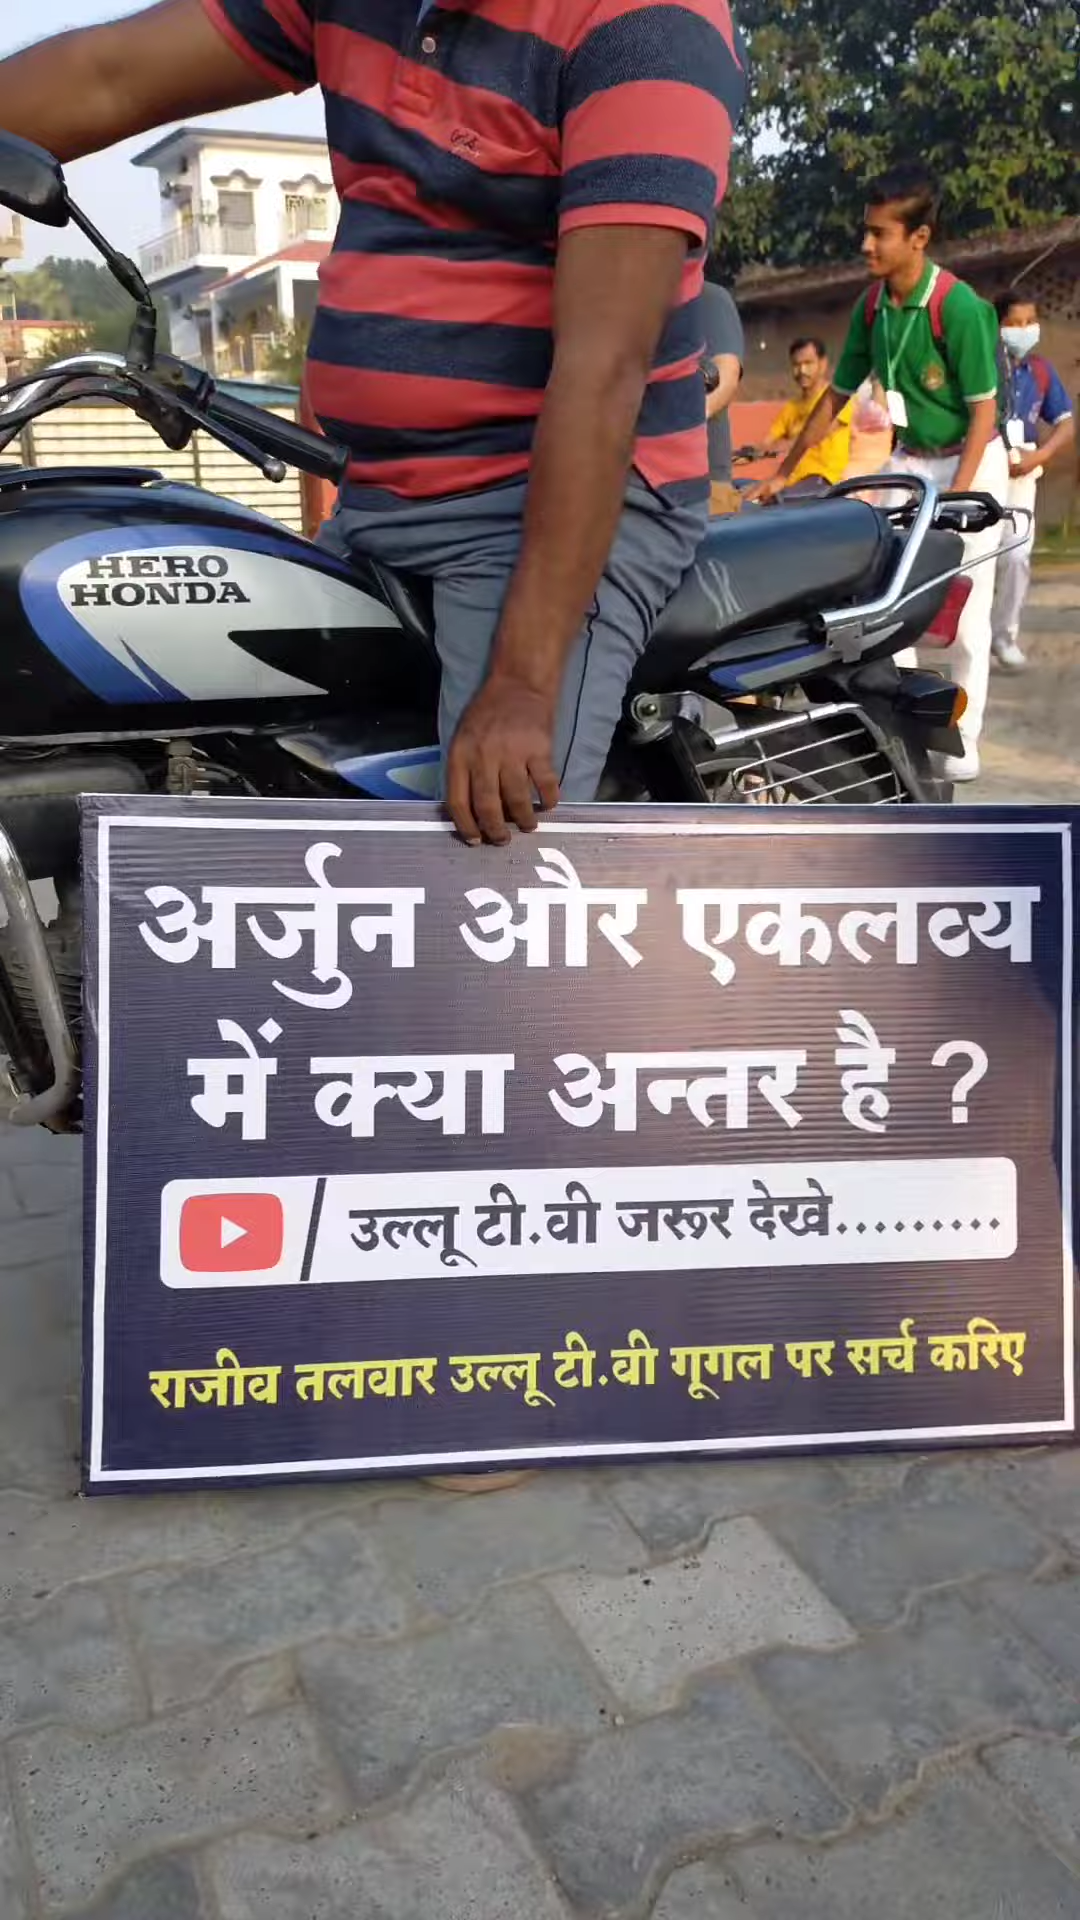 HERO
HONDA
अर्जुन और एकलव्य
में क्या अन्तर है ?
उल्लू टी.वी जरूर देखे.........
राजीव तलवार उल्लू टी.वी गूगल पर सर्च करिए